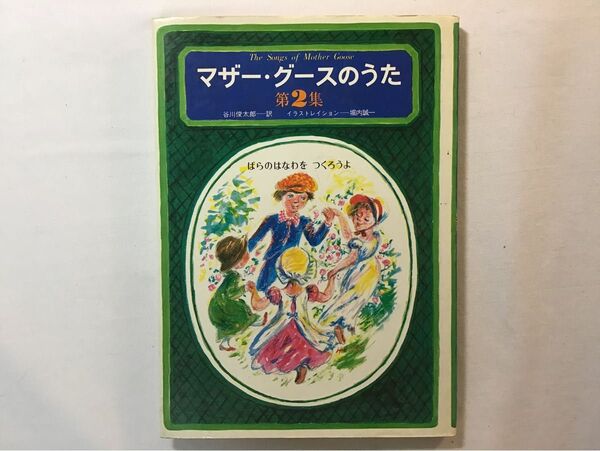 The Songs of Mother Goose
マザー・グースのうた
第2集
谷川俊太郎——訳 イラストレイション——堀内誠一
ばらのはなわを つくろうよ